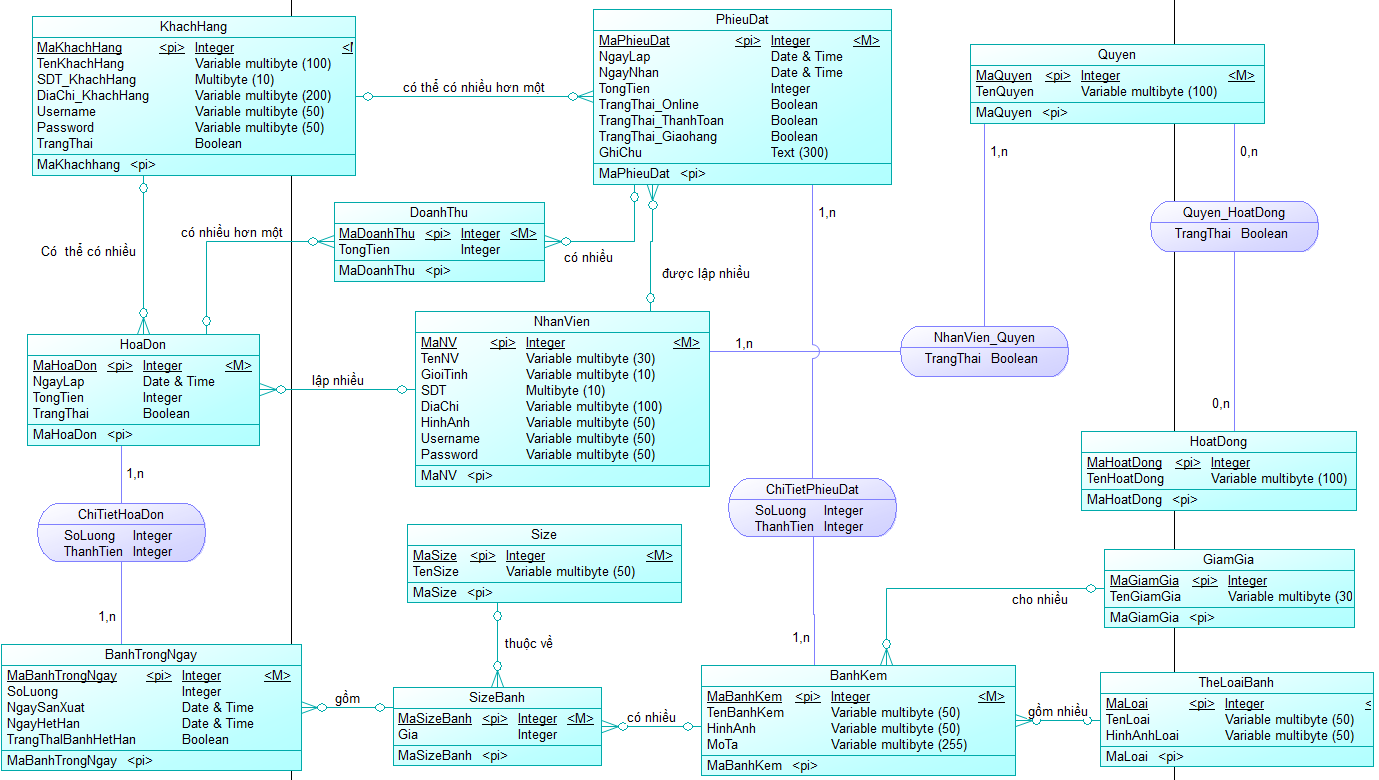 KhachHang
MaKhachHang <pi> Integer
TenKhachHang Variable multibyte (100)
SDT_KhachHang Multibyte (10)
DiaChi_KhachHang Variable multibyte (200)
Username Variable multibyte (50)
Password Variable multibyte (50)
TrangThai Boolean
MaKhachhang <pi>
có thể có nhiều hơn một
PhieuDat
MaPhieuDat <pi> Integer <M>
NgayLap Date & Time
NgayNhan Date & Time
TongTien Integer
TrangThai_Online Boolean
TrangThai_ThanhToan Boolean
TrangThai_Giaohang Boolean
GhiChu Text (300)
MaPhieuDat <pi>
Quyen
MaQuyen <pi> Integer <M>
TenQuyen Variable multibyte (100)
MaQuyen <pi>
1,n
0,n
Quyen_HoatDong
TrangThai Boolean
1,n
DoanhThu
MaDoanhThu <pi> Integer <M>
TongTien Integer
MaDoanhThu <pi>
có nhiều hơn một
có nhiều
Có thể có nhiều
được lập nhiều
NhanVien
MaNV <pi> Integer <M>
TenNV Variable multibyte (30)
GioiTinh Variable multibyte (10)
SDT Multibyte (10)
DiaChi Variable multibyte (100)
HinhAnh Variable multibyte (50)
Username Variable multibyte (50)
Password Variable multibyte (50)
MaNV <pi>
1,n
NhanVien_Quyen
TrangThai Boolean
HoaDon
MaHoaDon <pi> Integer <M>
NgayLap Date & Time
TongTien Integer
TrangThai Boolean
MaHoaDon <pi>
lập nhiều
0,n
HoatDong
MaHoatDong <pi> Integer
TenHoatDong Variable multibyte (100)
MaHoatDong <pi>
1,n
ChiTietHoaDon
SoLuong Integer
ThanhTien Integer
1,n
ChiTietPhieuDat
SoLuong Integer
ThanhTien Integer
1,n
Size
MaSize <pi> Integer <M>
TenSize Variable multibyte (50)
MaSize <pi>
thuộc về
GiamGia
MaGiamGia <pi> Integer
TenGiamGia Variable multibyte (30
MaGiamGia <pi>
cho nhiều
BanhTrongNgay
MaBanhTrongNgay <pi> Integer <M>
SoLuong Integer
NgaySanXuat Date & Time
NgayHetHan Date & Time
TrangThaIBanhHetHan Boolean
MaBanhTrongNgay <pi>
gồm
SizeBanh
MaSizeBanh <pi> Integer <M>
Gia Integer
MaSizeBanh <pi>
có nhiều
BanhKem
MaBanhKem <pi> Integer <M>
TenBanhKem Variable multibyte (50)
HinhAnh Variable multibyte (50)
MoTa Variable multibyte (255)
MaBanhKem <pi>
gồm nhiều
TheLoaiBanh
MaLoai <pi> Integer
TenLoai Variable multibyte (50)
HinhAnhLoai Variable multibyte (50)
MaLoai <pi>